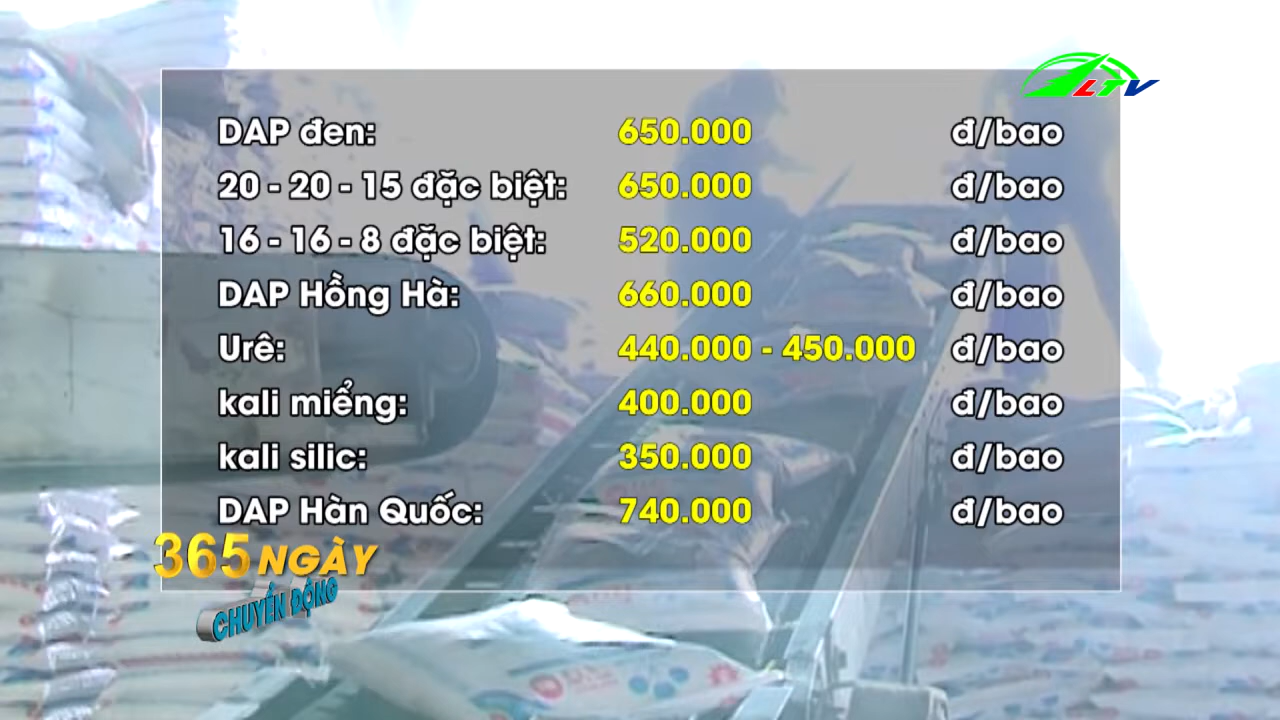 LTV
DAP đen: 650.000 đ/bao
20 - 20 - 15 đặc biệt: 650.000 đ/bao
16 - 16 - 8 đặc biệt: 520.000 đ/bao
DAP Hồng Hà: 660.000 đ/bao
Urê: 440.000 - 450.000 đ/bao
kali miểng: 400.000 đ/bao
kali silic: 350.000 đ/bao
DAP Hàn Quốc: 740.000 đ/bao
365 NGÀY
CHUYỂN ĐỘNG